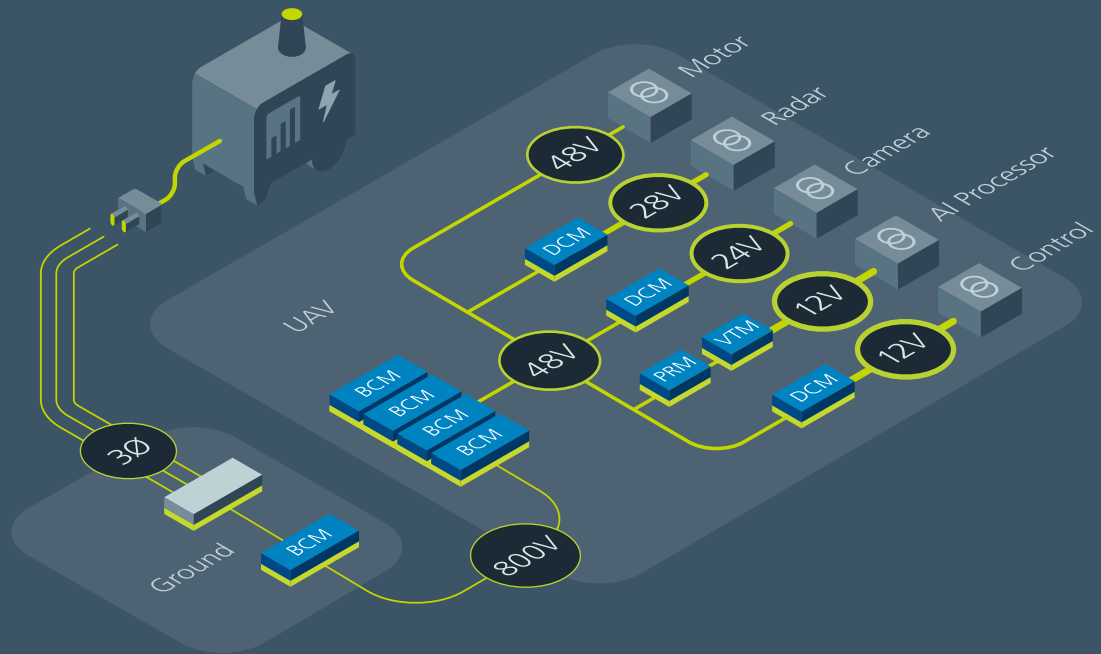 Motor
48V
Radar
28V
DCM
Camera
24V
DCM
AI Processor
12V
VTM
PRM
Control
12V
DCM
UAV
48V
BCM
BCM
BCM
BCM
3Ø
Ground
BCM
800V